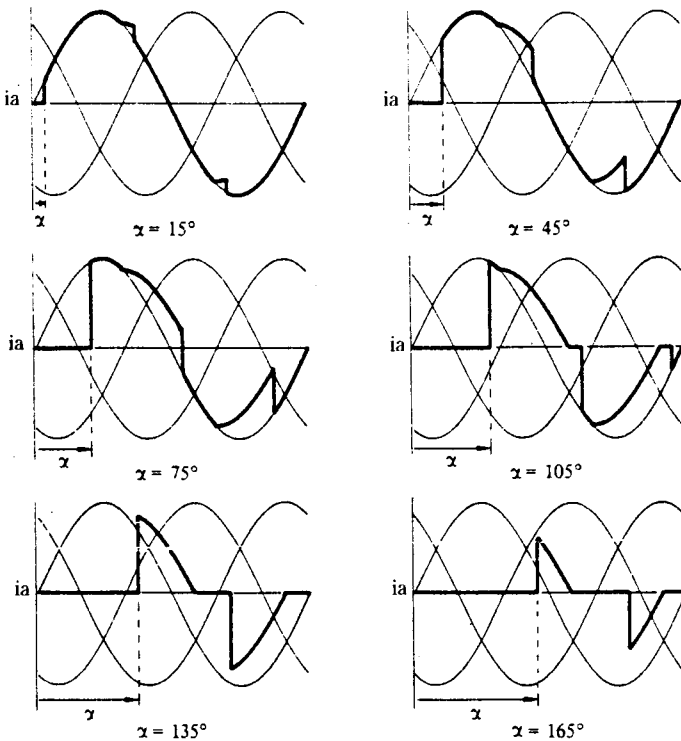 ia
α
α = 15°
ia
α
α = 45°
ia
α
α = 75°
ia
α
α = 105°
ia
α
α = 135°
ia
α
α = 165°